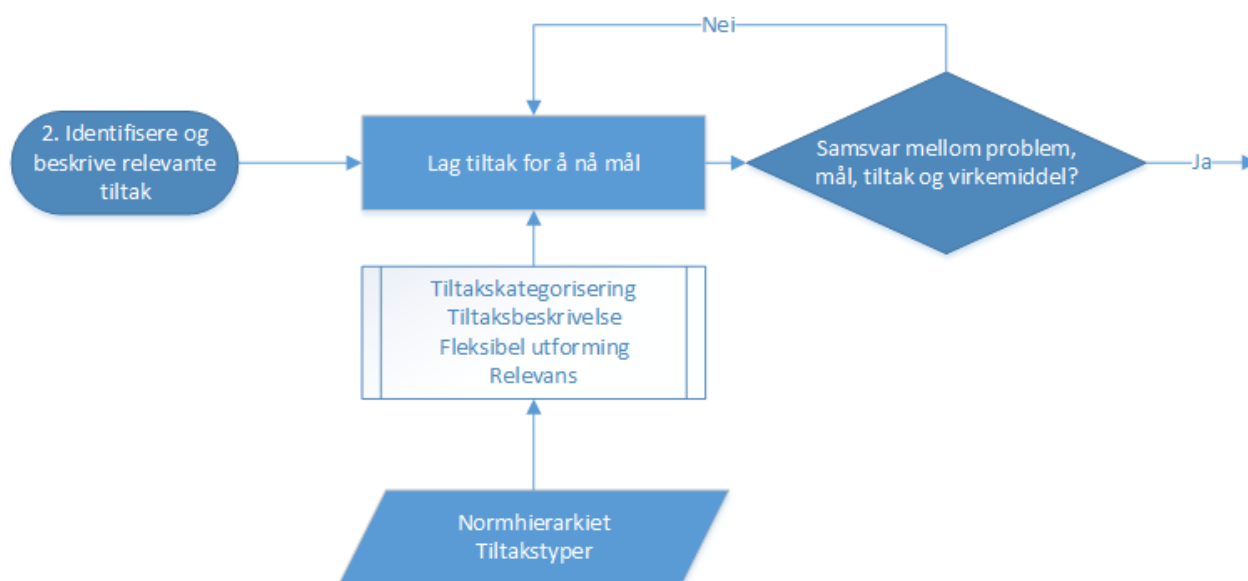 Nei
2. Identifisere og
beskrive relevante
tiltak
Lag tiltak for å nå mål
Samsvar mellom problem,
mål, tiltak og virkemiddel?
Ja
Tiltakskategorisering
Tiltaksbeskrivelse
Fleksibel utforming
Relevans
Normhierarkiet
Tiltakstyper